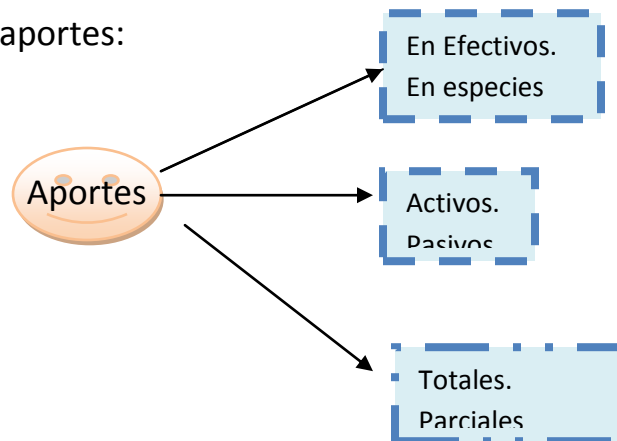 aportes:
En Efectivos.
En especies
Aportes
Activos.
Pasivos
Totales.
Parciales